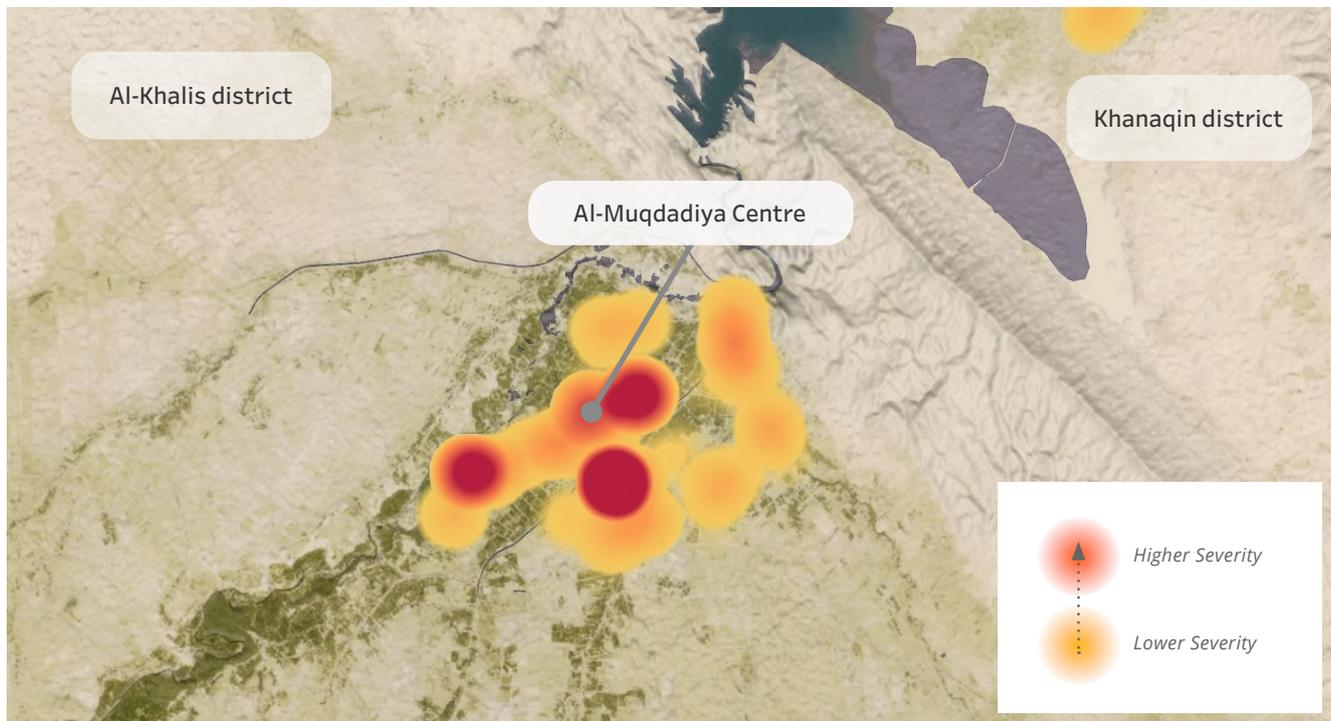 Al-Khalis district
Khanaqin district
Al-Muqdadiya Centre
Higher Severity
Lower Severity